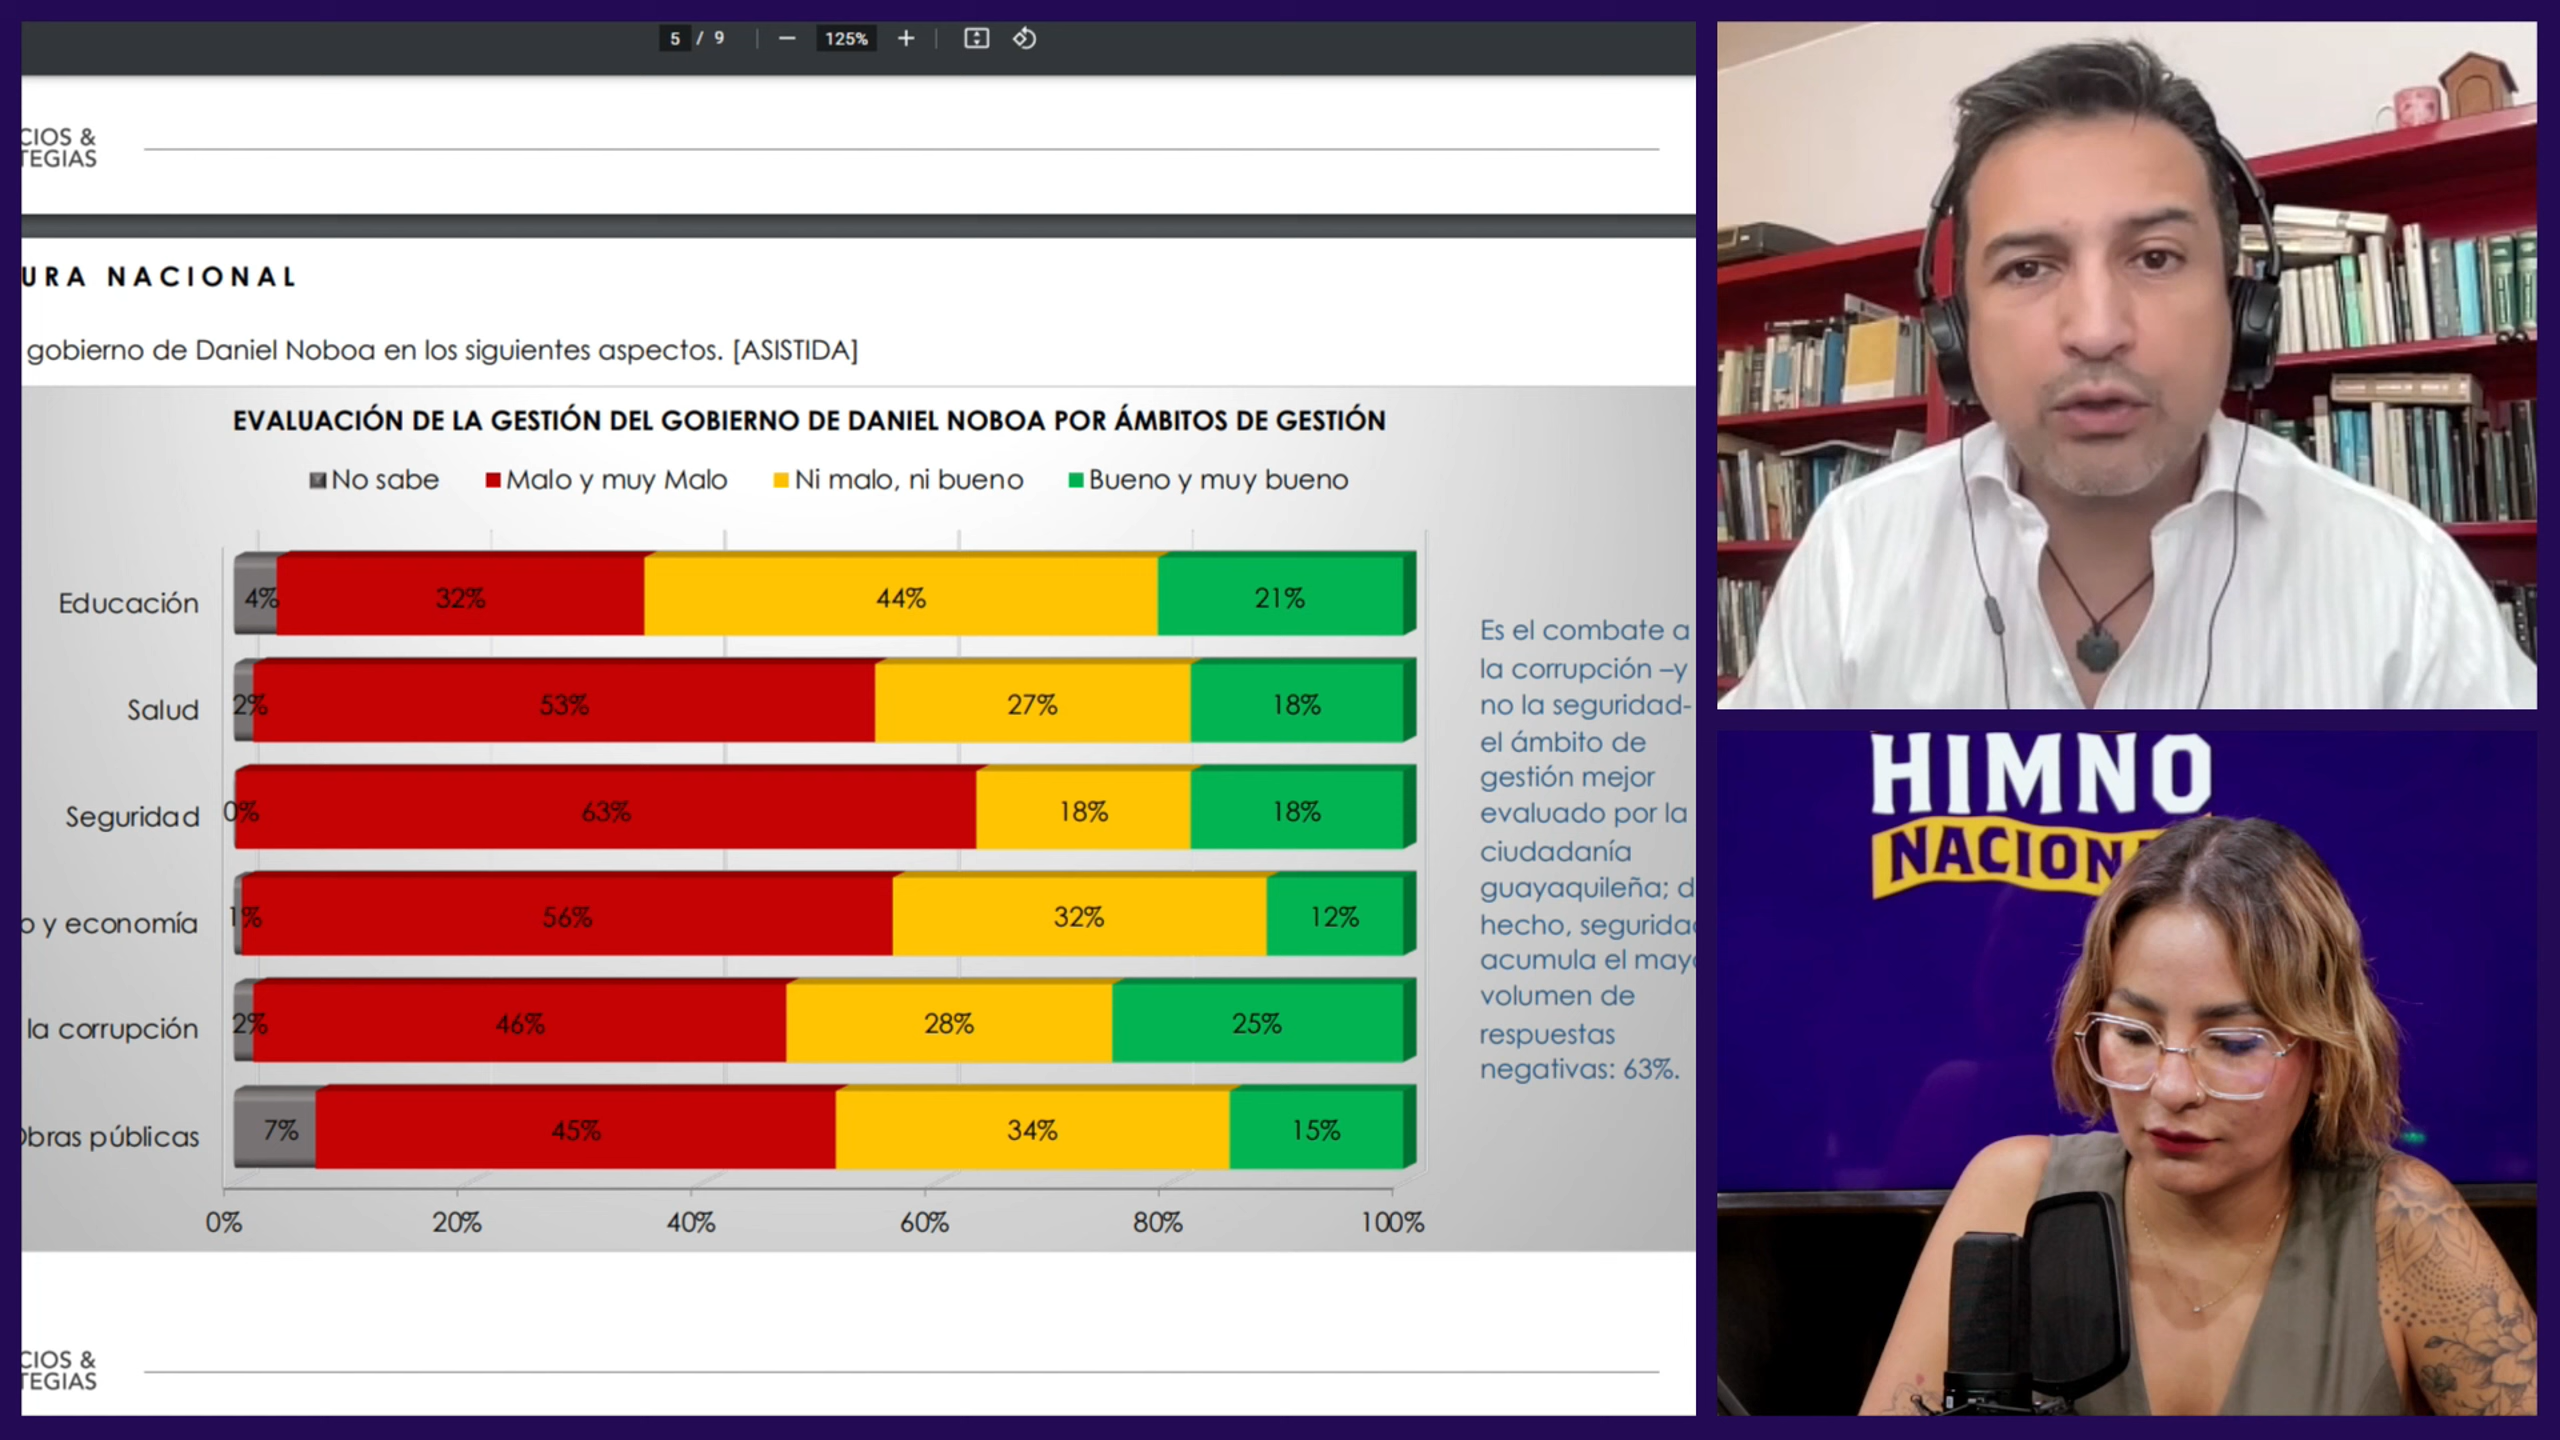 5 / 9 − 125% +
CIOS &
TEGIAS
URA NACIONAL
gobierno de Daniel Noboa en los siguientes aspectos. [ASISTIDA]
EVALUACIÓN DE LA GESTIÓN DEL GOBIERNO DE DANIEL NOBOA POR ÁMBITOS DE GESTIÓN
No sabe Malo y muy Malo Ni malo, ni bueno Bueno y muy bueno
Educación 4% 32% 44% 21%
Salud 2% 53% 27% 18%
Seguridad 0% 63% 18% 18%
o y economía 1% 56% 32% 12%
la corrupción 2% 46% 28% 25%
Obras públicas 7% 45% 34% 15%
0% 20% 40% 60% 80% 100%
Es el combate a
la corrupción –y
no la seguridad-
el ámbito de
gestión mejor
evaluado por la
ciudadanía
guayaquileña; d
hecho, segurida
acumula el may
volumen de
respuestas
negativas: 63%.
CIOS &
TEGIAS
HIMNO
NACION